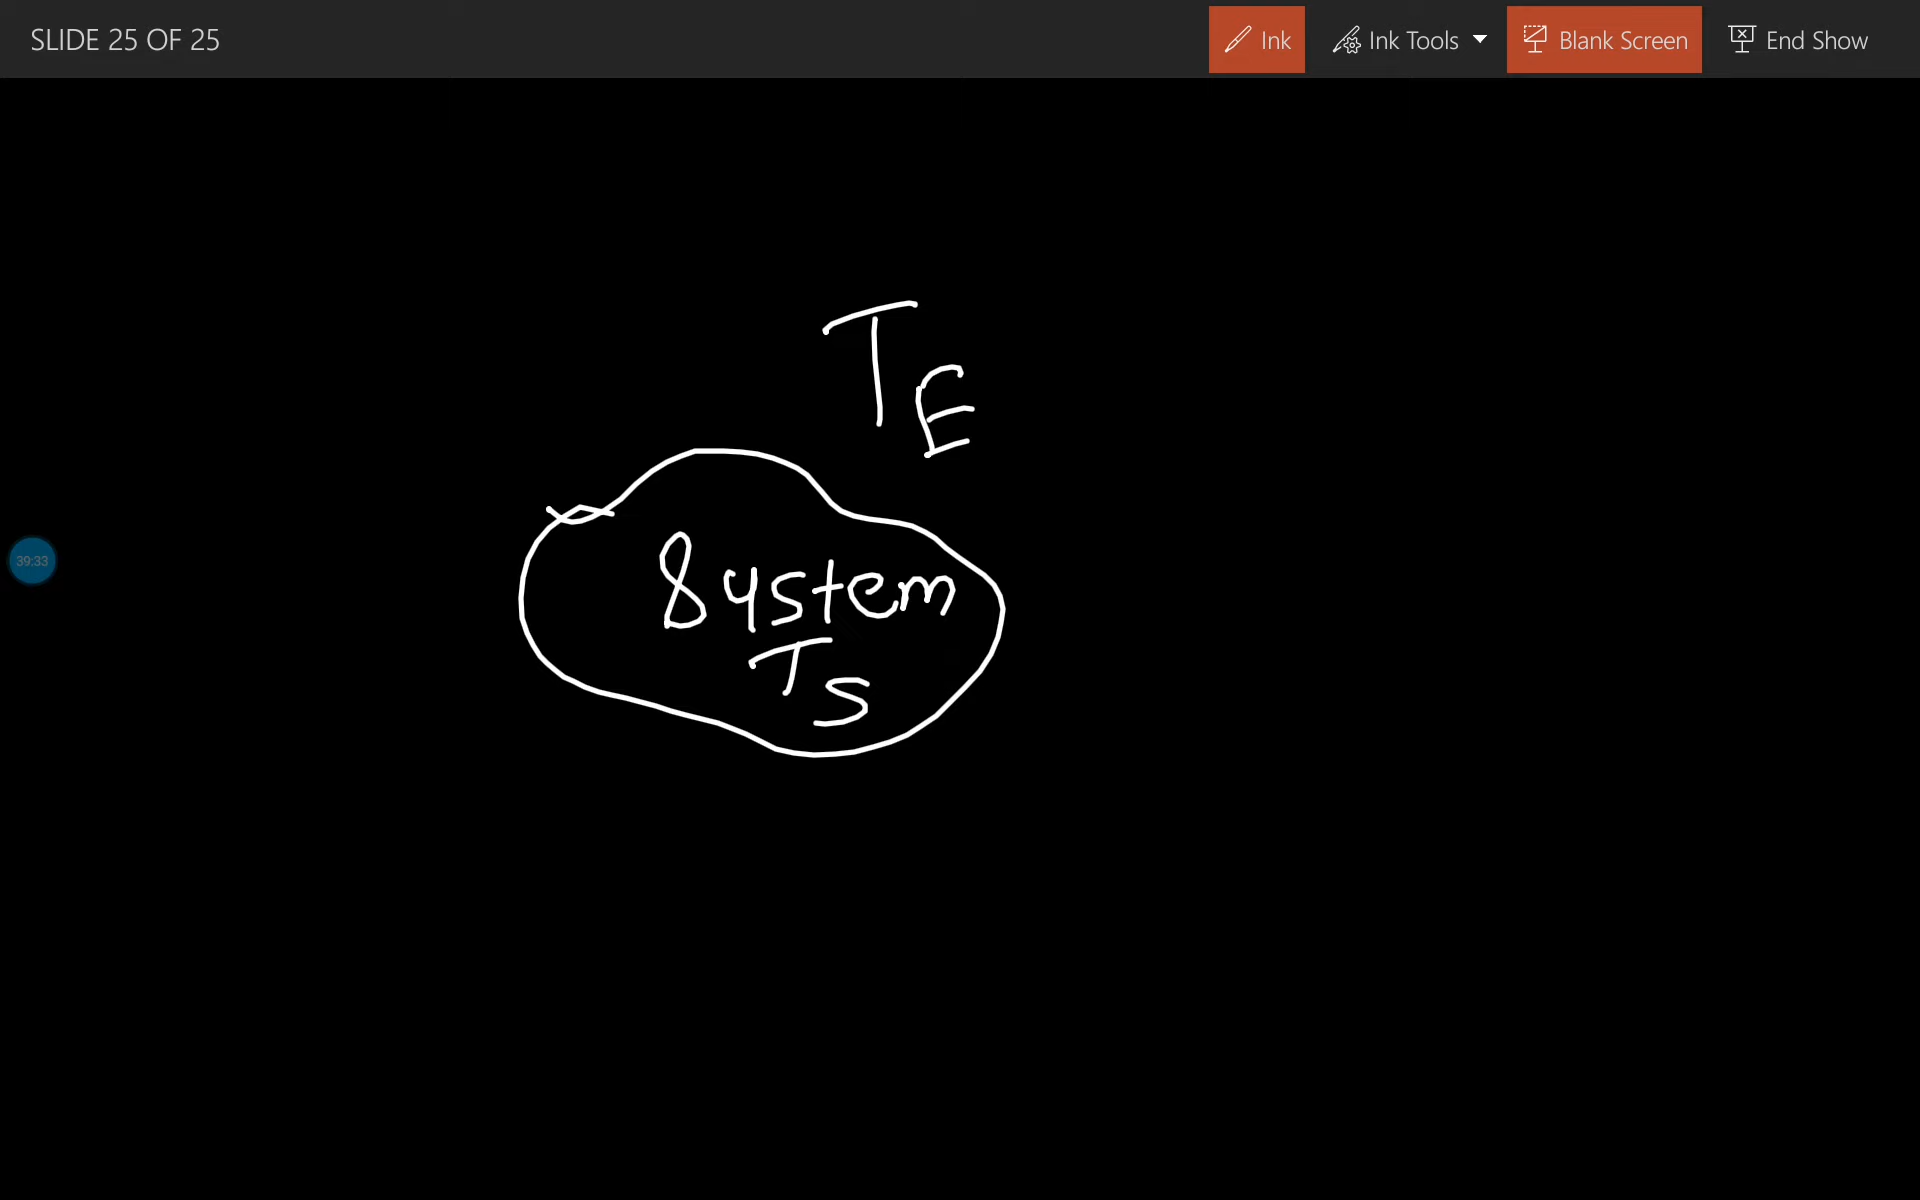 SLIDE 25 OF 25
Ink
Ink Tools
Blank Screen
End Show
TE
39:33
System
TS